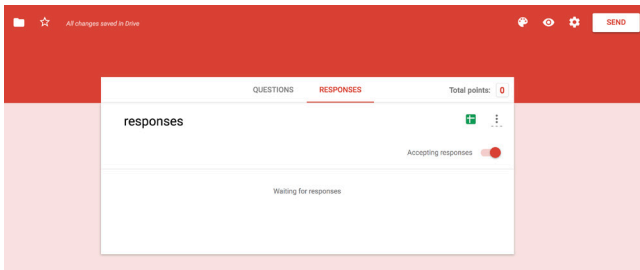 All changes saved in Drive
SEND
QUESTIONS RESPONSES Total points: 0
responses
Accepting responses
Waiting for responses